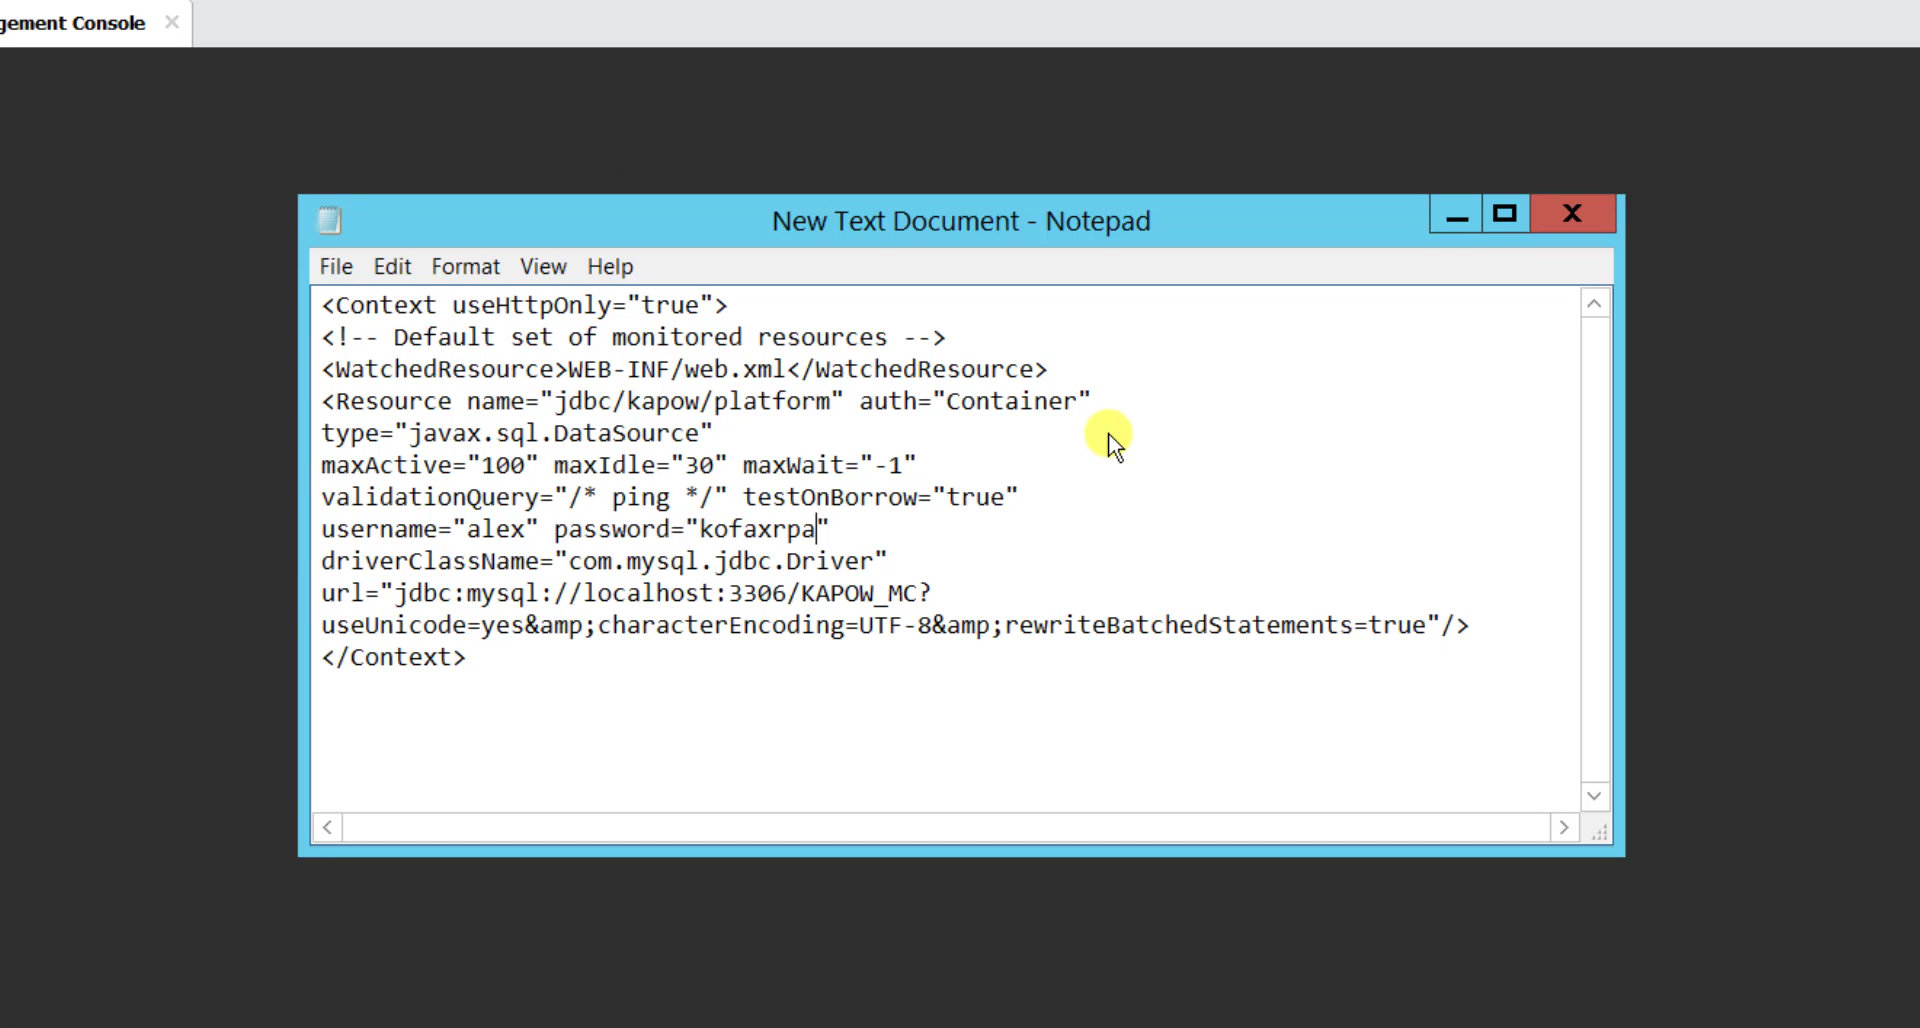 gement Console
New Text Document - Notepad
File Edit Format View Help
<Context useHttpOnly="true">
<!-- Default set of monitored resources -->
<WatchedResource>WEB-INF/web.xml</WatchedResource>
<Resource name="jdbc/kapow/platform" auth="Container"
type="javax.sql.DataSource"
maxActive="100" maxIdle="30" maxWait="-1"
validationQuery="/* ping */" testOnBorrow="true"
username="alex" password="kofaxrpa"
driverClassName="com.mysql.jdbc.Driver"
url="jdbc:mysql://localhost:3306/KAPOW_MC?
useUnicode=yes&amp;characterEncoding=UTF-8&amp;rewriteBatchedStatements=true"/>
</Context>